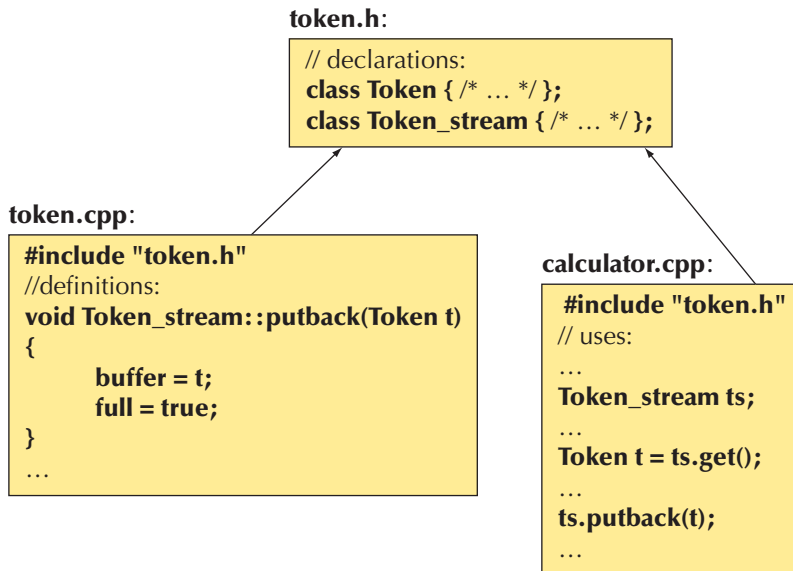 token.h:
// declarations:
class Token { /* … */ };
class Token_stream { /* … */ };
token.cpp:
#include "token.h"
//definitions:
void Token_stream::putback(Token t)
{
buffer = t;
full = true;
}
…
calculator.cpp:
#include "token.h"
// uses:
…
Token_stream ts;
…
Token t = ts.get();
…
ts.putback(t);
…